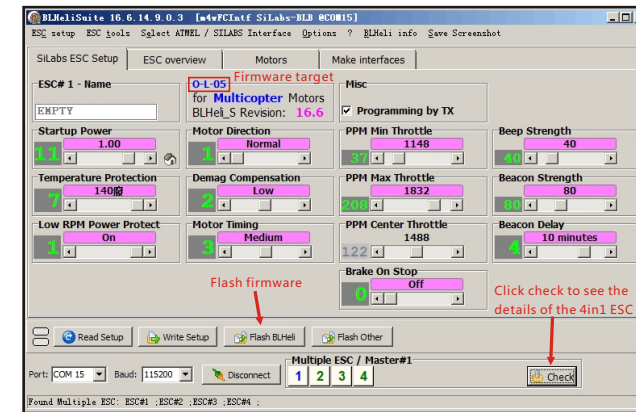 BLHeliSuite 16.6.14.9.0.3 [m4wFCIntf SiLabs-BLB @COM15]
ESC setup ESC tools Select ATMEL / SILABS Interface Options ? BLHeli info Save Screenshot
SiLabs ESC Setup ESC overview Motors Make interfaces
ESC# 1 - Name
EMPTY
O-L-05 Firmware target
for Multicopter Motors
BLHeli_S Revision: 16.6
Misc
Programming by TX
Startup Power
1.00
11
Motor Direction
Normal
1
PPM Min Throttle
1148
37
Beep Strength
40
40
Temperature Protection
140癈
7
Demag Compensation
Low
2
PPM Max Throttle
1832
208
Beacon Strength
80
80
Low RPM Power Protect
On
1
Motor Timing
Medium
3
PPM Center Throttle
1488
122
Beacon Delay
10 minutes
4
Brake On Stop
Off
0
Flash firmware
Click check to see the
details of the 4in1 ESC
Read Setup Write Setup Flash BLHeli Flash Other
Port: COM 15 Baud: 115200 Disconnect
Multiple ESC / Master#1
1 2 3 4
Check
Found Multiple ESC: ESC#1 ;ESC#2 ;ESC#3 ;ESC#4 ;